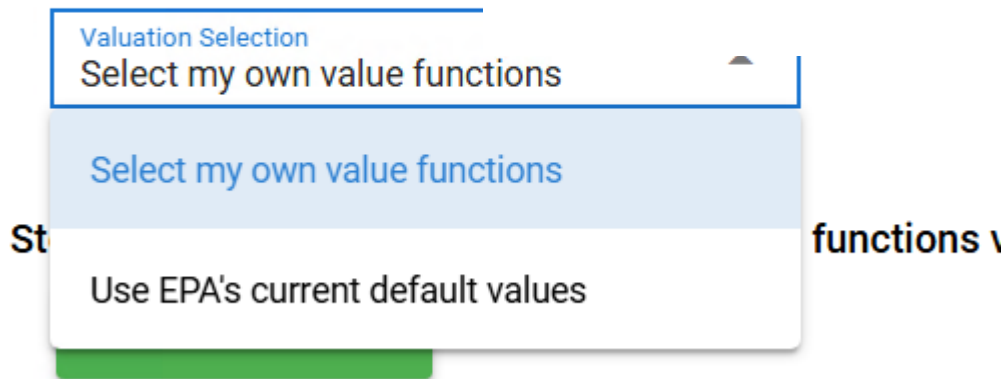 Valuation Selection
Select my own value functions
Select my own value functions
St functions v
Use EPA's current default values